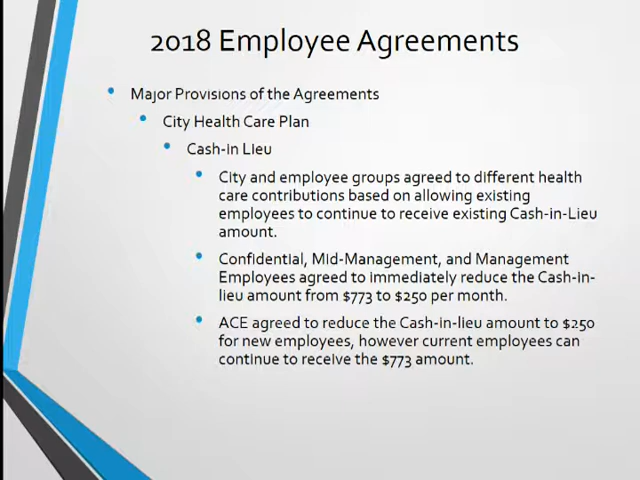 2018 Employee Agreements
Major Provisions of the Agreements
City Health Care Plan
Cash-in Lieu
City and employee groups agreed to different health
care contributions based on allowing existing
employees to continue to receive existing Cash-in-Lieu
amount.
Confidential, Mid-Management, and Management
Employees agreed to immediately reduce the Cash-in-
lieu amount from $773 to $250 per month.
ACE agreed to reduce the Cash-in-lieu amount to $250
for new employees, however current employees can
continue to receive the $773 amount.